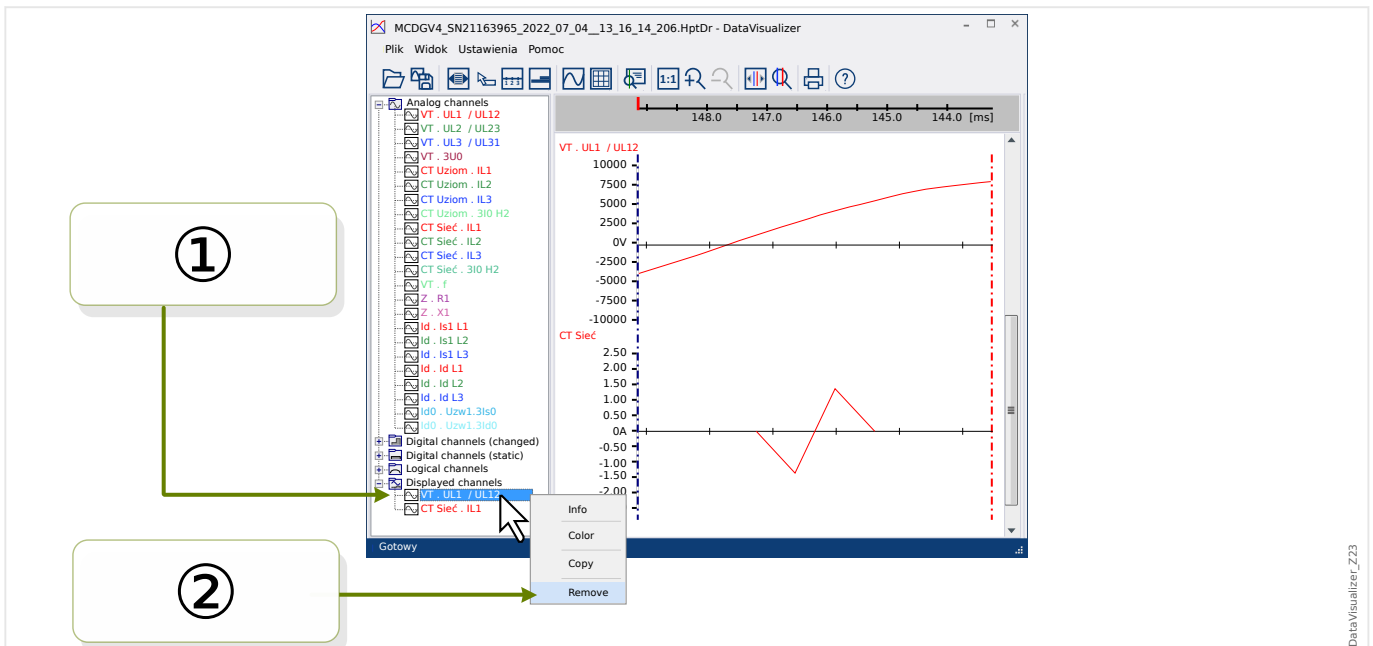 MCDGV4_SN21163965_2022_07_04__13_16_14_206.HptDr - DataVisualizer
Plik Widok Ustawienia Pomoc
1 2 3
1:1
?
Analog channels
VT . UL1 / UL12
VT . UL2 / UL23
VT . UL3 / UL31
VT . 3U0
CT Uziom . IL1
CT Uziom . IL2
CT Uziom . IL3
CT Uziom . 3I0 H2
CT Sieć . IL1
CT Sieć . IL2
CT Sieć . IL3
CT Sieć . 3I0 H2
VT . f
Z . R1
Z . X1
Id . Is1 L1
Id . Is1 L2
Id . Is1 L3
Id . Id L1
Id . Id L2
Id . Id L3
Id0 . Uzw1.3Is0
Id0 . Uzw1.3Id0
Digital channels (changed)
Digital channels (static)
Logical channels
Displayed channels
VT . UL1 / UL12
CT Sieć . IL1
148.0 147.0 146.0 145.0 144.0 [ms]
VT . UL1 / UL12
10000
7500
5000
2500
0V
-2500
-5000
-7500
-10000
CT Sieć
2.50
2.00
1.50
1.00
0.50
0A
-0.50
-1.00
-1.50
-2.00
Info
Color
Copy
Remove
Gotowy
①
②
DataVisualizer_Z23